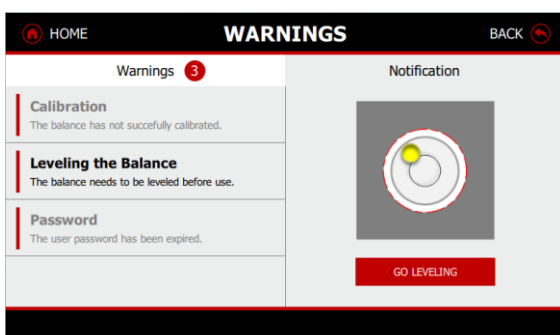 HOME
WARNINGS
BACK
Warnings 3
Notification
Calibration
The balance has not succefully calibrated.
Leveling the Balance
The balance needs to be leveled before use.
Password
The user password has been expired.
GO LEVELING